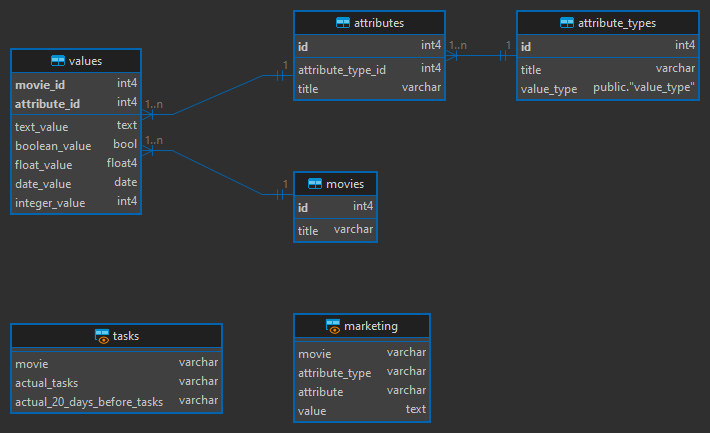 values
movie_id int4
attribute_id int4
text_value text
boolean_value bool
float_value float4
date_value date
integer_value int4
1..n
1..n
1
1
attributes
id int4
attribute_type_id int4
title varchar
1..n
1
attribute_types
id int4
title varchar
value_type public."value_type"
movies
id int4
title varchar
tasks
movie varchar
actual_tasks varchar
actual_20_days_before_tasks varchar
marketing
movie varchar
attribute_type varchar
attribute varchar
value text